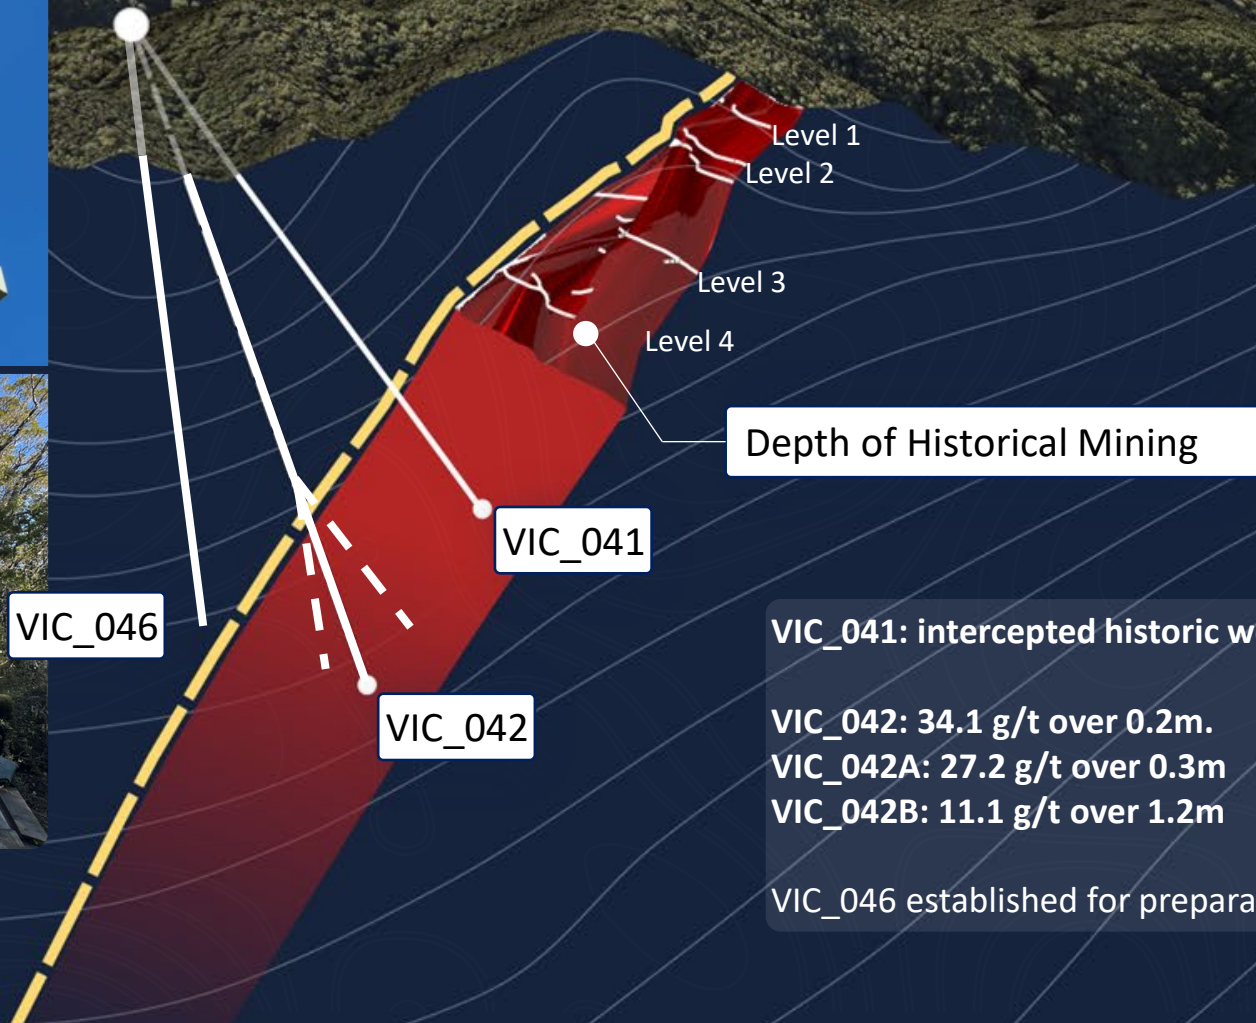 Level 1
Level 2
Level 3
Level 4
Depth of Historical Mining
VIC_041
VIC_046
VIC_042
VIC_041: intercepted historic
VIC_042: 34.1 g/t over 0.2m.
VIC_042A: 27.2 g/t over 0.3m
VIC_042B: 11.1 g/t over 1.2m
VIC_046 established for